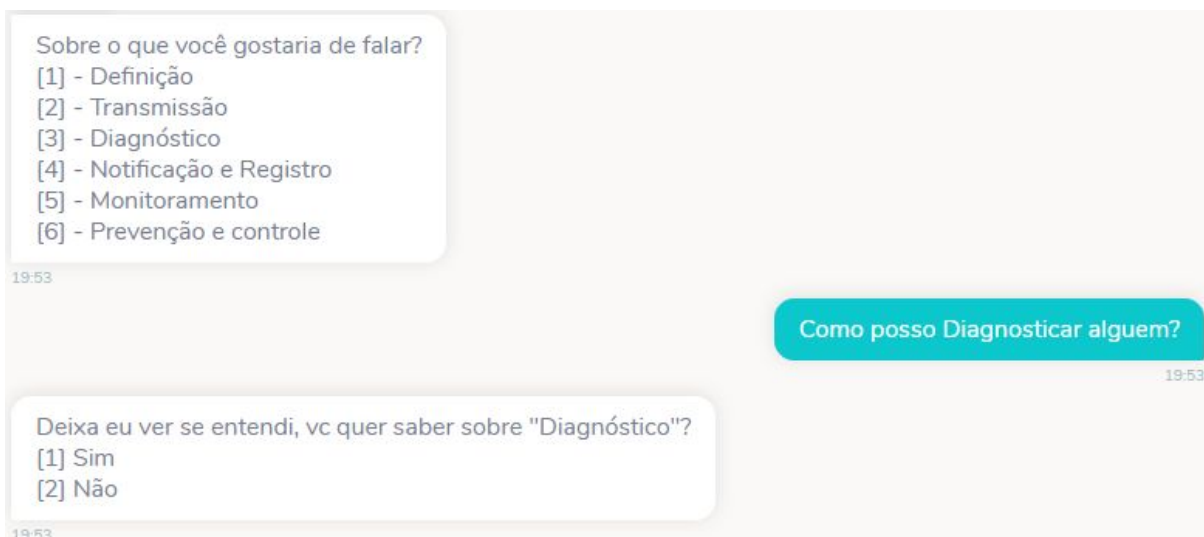 Sobre o que você gostaria de falar?
[1] - Definição
[2] - Transmissão
[3] - Diagnóstico
[4] - Notificação e Registro
[5] - Monitoramento
[6] - Prevenção e controle
19:53
Como posso Diagnosticar alguem?
19:53
Deixa eu ver se entendi, vc quer saber sobre "Diagnóstico"?
[1] Sim
[2] Não
19:53